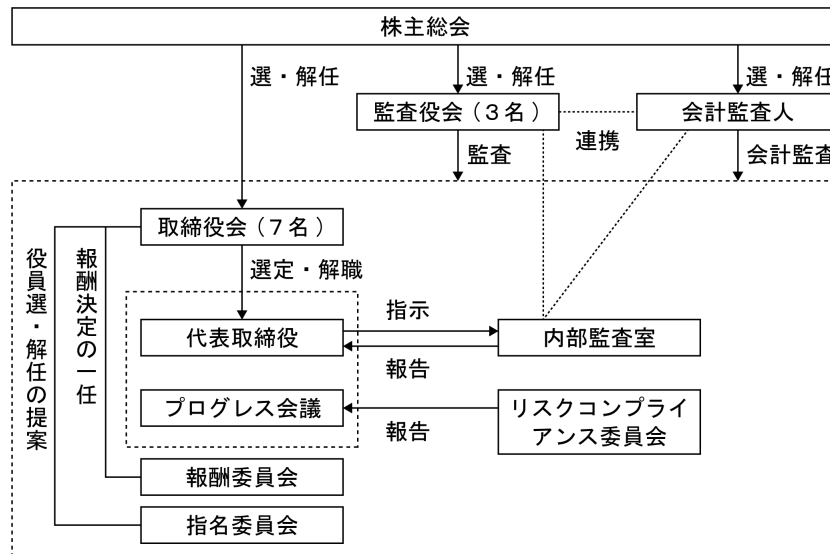 株主総会
選・解任
選・解任
選・解任
監査役会（３名）
会計監査人
連携
監査
会計監査
取締役会（７名）
選定・解職
役員選・解任の提案
報酬決定の一任
代表取締役
指示
報告
内部監査室
プログレス会議
報告
リスクコンプライ
アンス委員会
報酬委員会
指名委員会